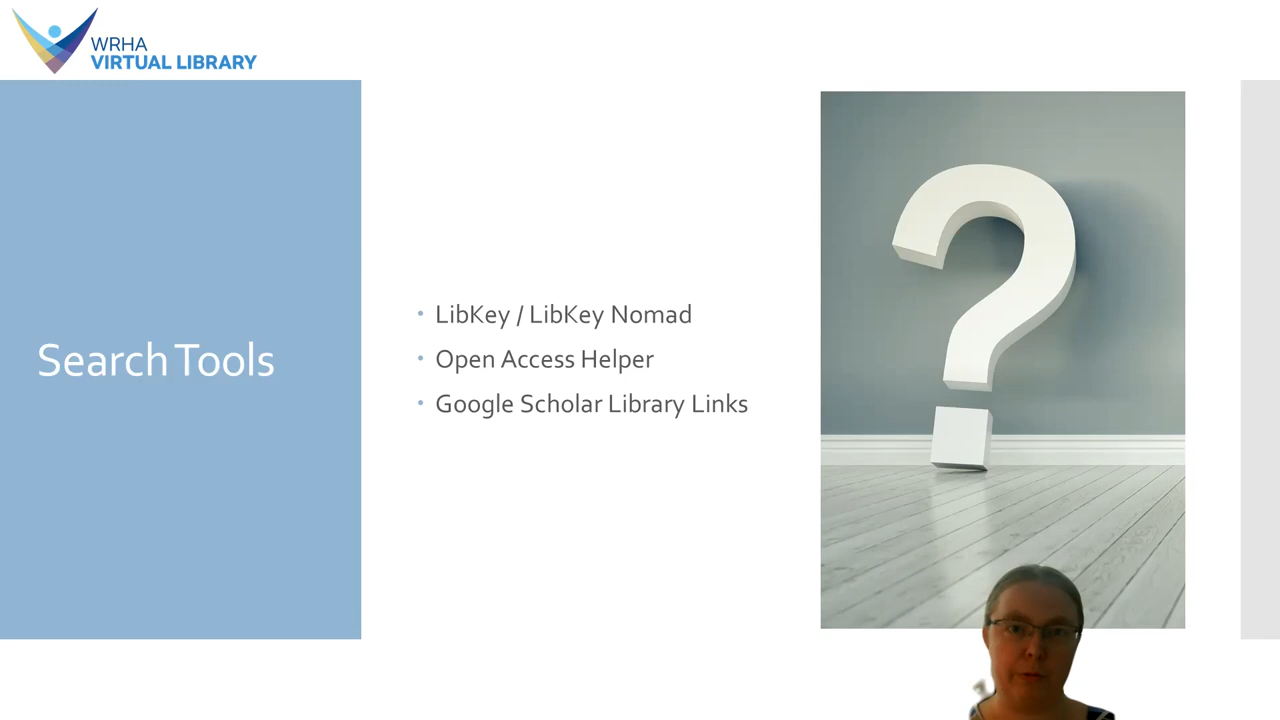 WRHA
VIRTUAL LIBRARY
Search Tools
LibKey / LibKey Nomad
Open Access Helper
Google Scholar Library Links